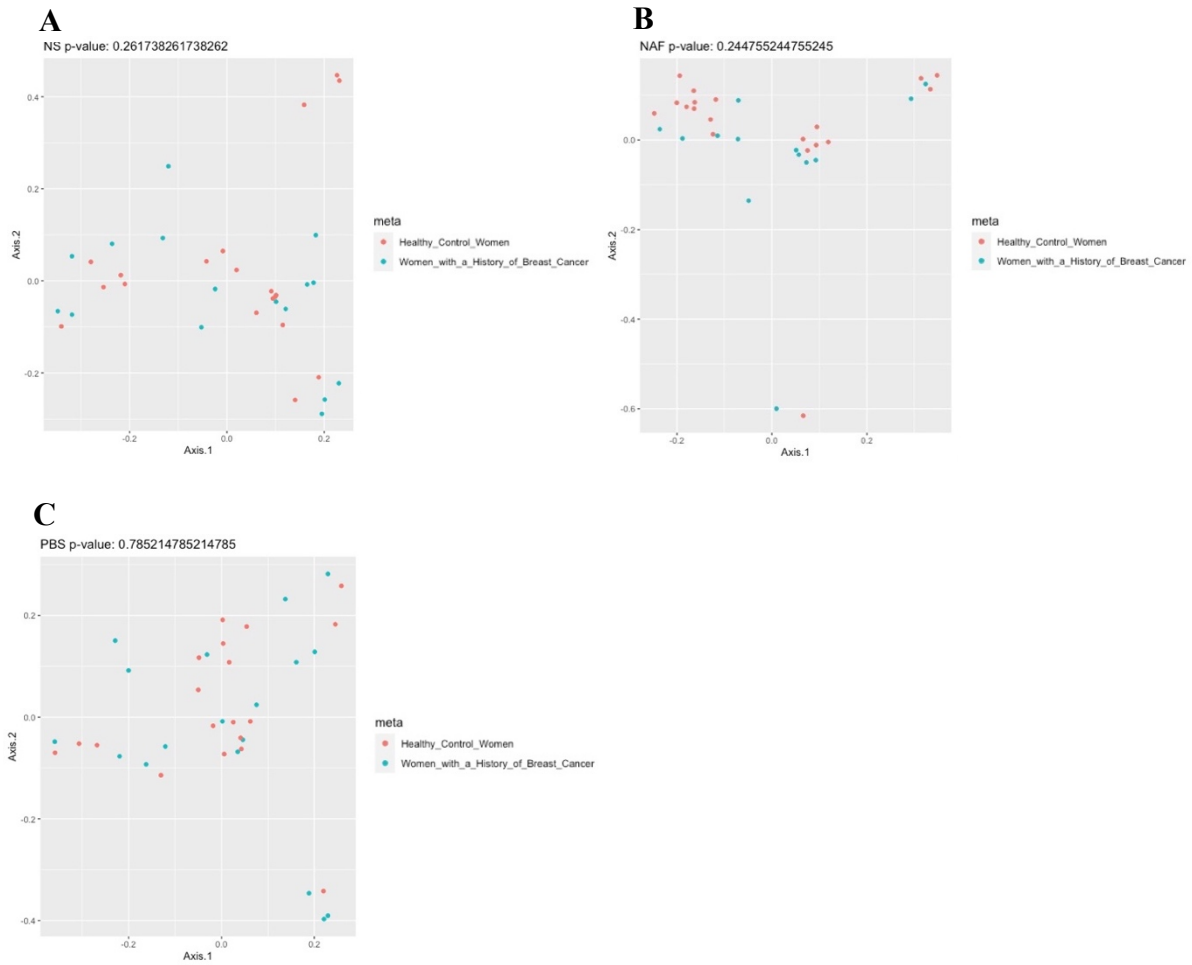 A
NS p-value: 0.261738261738262
0.4
0.2
0.0
-0.2
Axis.2
-0.2 0.0 0.2
Axis.1
meta
Healthy_Control_Women
Women_with_a_History_of_Breast_Cancer
B
NAF p-value: 0.244755244755245
0.0
-0.2
-0.4
-0.6
Axis.2
-0.2 0.0 0.2
Axis.1
meta
Healthy_Control_Women
Women_with_a_History_of_Breast_Cancer
C
PBS p-value: 0.785214785214785
0.2
0.0
-0.2
-0.4
Axis.2
-0.2 0.0 0.2
Axis.1
meta
Healthy_Control_Women
Women_with_a_History_of_Breast_Cancer